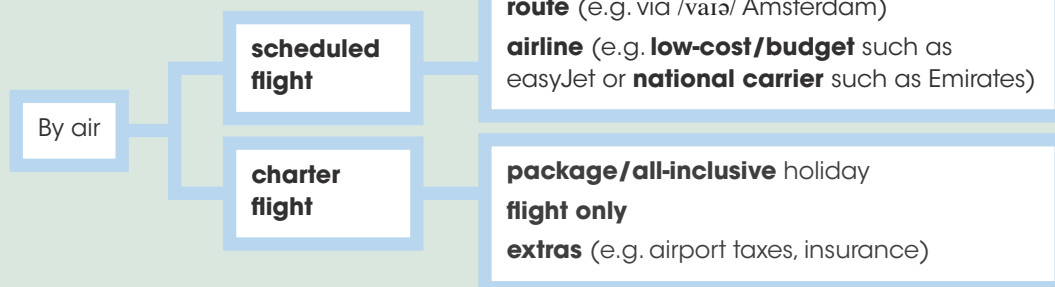 By air
scheduled
flight
route (e.g. via /vaɪə/ Amsterdam)
airline (e.g. low-cost/budget such as
easyJet or national carrier such as Emirates)
charter
flight
package/all-inclusive holiday
flight only
extras (e.g. airport taxes, insurance)